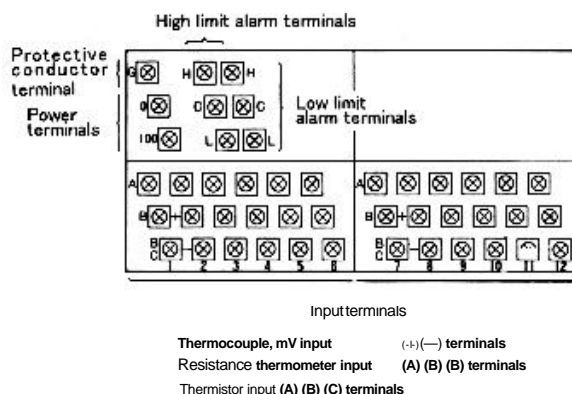 High limit alarm terminals
Protective
conductor
terminal
Power
terminals
G H H
0 C C
100 L L
Low limit
alarm terminals
A A
B + B +
B C - B C -
1 2 3 4 5 6 7 8 9 10 11 12
Input terminals
Thermocouple, mV input (-I-) (—) terminals
Resistance thermometer input (A) (B) (B) terminals
Thermistor input (A) (B) (C) terminals